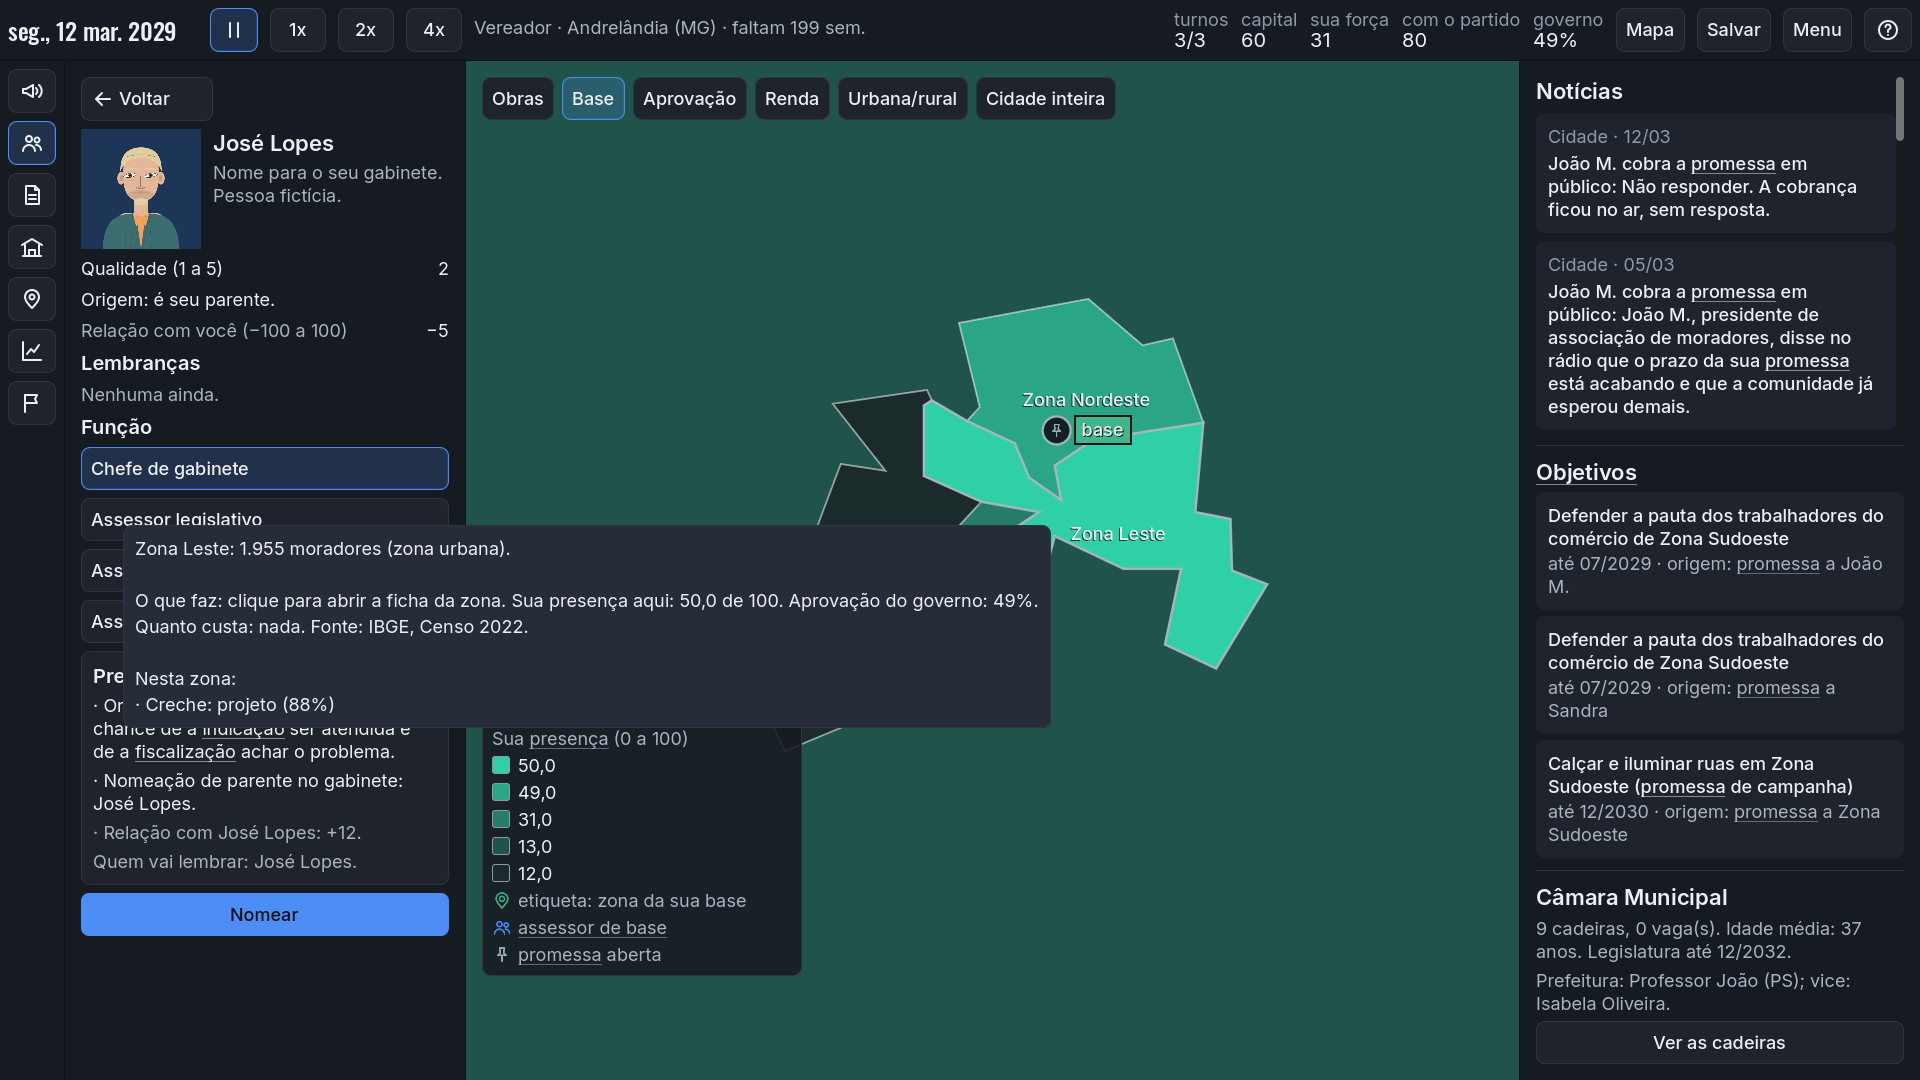 seg., 12 mar. 2029
1x
2x
4x
Vereador · Andrelândia (MG) · faltam 199 sem.
turnos
3/3
capital
60
sua força
31
com o partido
80
governo
49%
Mapa
Salvar
Menu
Voltar
José Lopes
Nome para o seu gabinete.
Pessoa fictícia.
Qualidade (1 a 5) 2
Origem: é seu parente.
Relação com você (−100 a 100) −5
Lembranças
Nenhuma ainda.
Função
Chefe de gabinete
Assessor legislativo
Ass
Ass
Pre
· Or
chance de a indicação ser atendida e
de a fiscalização achar o problema.
· Nomeação de parente no gabinete:
José Lopes.
· Relação com José Lopes: +12.
Quem vai lembrar: José Lopes.
Nomear
Obras
Base
Aprovação
Renda
Urbana/rural
Cidade inteira
Zona Nordeste
base
Zona Leste
Zona Leste: 1.955 moradores (zona urbana).
O que faz: clique para abrir a ficha da zona. Sua presença aqui: 50,0 de 100. Aprovação do governo: 49%.
Quanto custa: nada. Fonte: IBGE, Censo 2022.
Nesta zona:
· Creche: projeto (88%)
Sua presença (0 a 100)
50,0
49,0
31,0
13,0
12,0
etiqueta: zona da sua base
assessor de base
promessa aberta
Notícias
Cidade · 12/03
João M. cobra a promessa em
público: Não responder. A cobrança
ficou no ar, sem resposta.
Cidade · 05/03
João M. cobra a promessa em
público: João M., presidente de
associação de moradores, disse no
rádio que o prazo da sua promessa
está acabando e que a comunidade já
esperou demais.
Objetivos
Defender a pauta dos trabalhadores do
comércio de Zona Sudoeste
até 07/2029 · origem: promessa a João
M.
Defender a pauta dos trabalhadores do
comércio de Zona Sudoeste
até 07/2029 · origem: promessa a
Sandra
Calçar e iluminar ruas em Zona
Sudoeste (promessa de campanha)
até 12/2030 · origem: promessa a Zona
Sudoeste
Câmara Municipal
9 cadeiras, 0 vaga(s). Idade média: 37
anos. Legislatura até 12/2032.
Prefeitura: Professor João (PS); vice:
Isabela Oliveira.
Ver as cadeiras